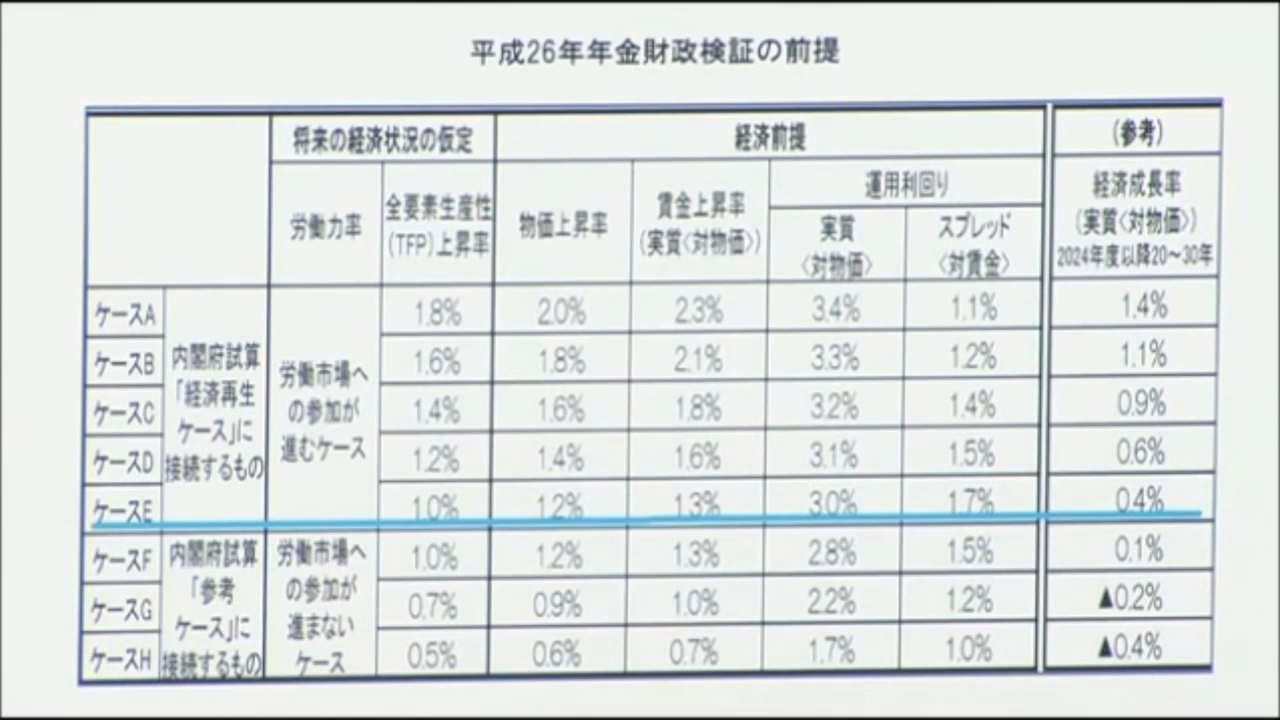 平成26年年金財政検証の前提
将来の経済状況の仮定
経済前提
(参考)
労働力率
全要素生産性
(TFP)上昇率
物価上昇率
賃金上昇率
(実質<対物価>)
運用利回り
実質
<対物価>
スプレッド
<対賃金>
経済成長率
(実質<対物価>)
2024年度以降20～30年
内閣府試算
「経済再生
ケース」に
接続するもの
労働市場へ
の参加が
進むケース
ケースA 1.8% 2.0% 2.3% 3.4% 1.1% 1.4%
ケースB 1.6% 1.8% 2.1% 3.3% 1.2% 1.1%
ケースC 1.4% 1.6% 1.8% 3.2% 1.4% 0.9%
ケースD 1.2% 1.4% 1.6% 3.1% 1.5% 0.6%
ケースE 1.0% 1.2% 1.3% 3.0% 1.7% 0.4%
内閣府試算
「参考
ケース」に
接続するもの
労働市場へ
の参加が
進まない
ケース
ケースF 1.0% 1.2% 1.3% 2.8% 1.5% 0.1%
ケースG 0.7% 0.9% 1.0% 2.2% 1.2% ▲0.2%
ケースH 0.5% 0.6% 0.7% 1.7% 1.0% ▲0.4%